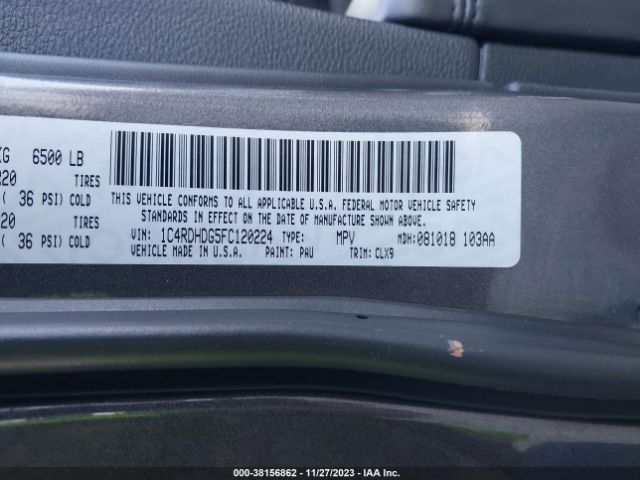 KG 6500 LB
220 TIRES
( 36 PSI) COLD
20 TIRES
( 36 PSI) COLD
THIS VEHICLE CONFORMS TO ALL APPLICABLE U.S.A. FEDERAL MOTOR VEHICLE SAFETY
STANDARDS IN EFFECT ON THE DATE OF MANUFACTURE SHOWN ABOVE.
VIN: 1C4RDHDG5FC120224 TYPE: MPV MDH:081018 103AA
VEHICLE MADE IN U.S.A. PAINT: PAU TRIM: CLX9
000-38156862 — 11/27/2023 — IAA Inc.